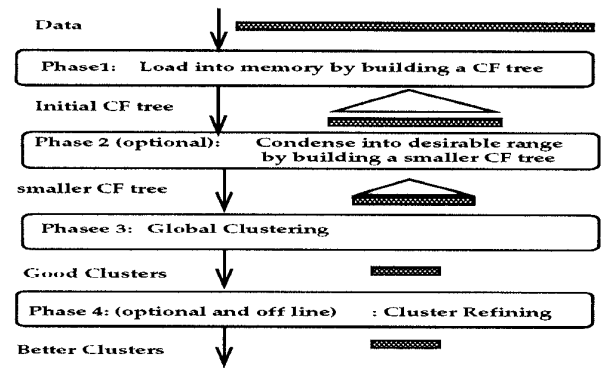 Data
Phase1: Load into memory by building a CF tree
Initial CF tree
Phase 2 (optional): Condense into desirable range
by building a smaller CF tree
smaller CF tree
Phasee 3: Global Clustering
Good Clusters
Phase 4: (optional and off line) : Cluster Refining
Better Clusters